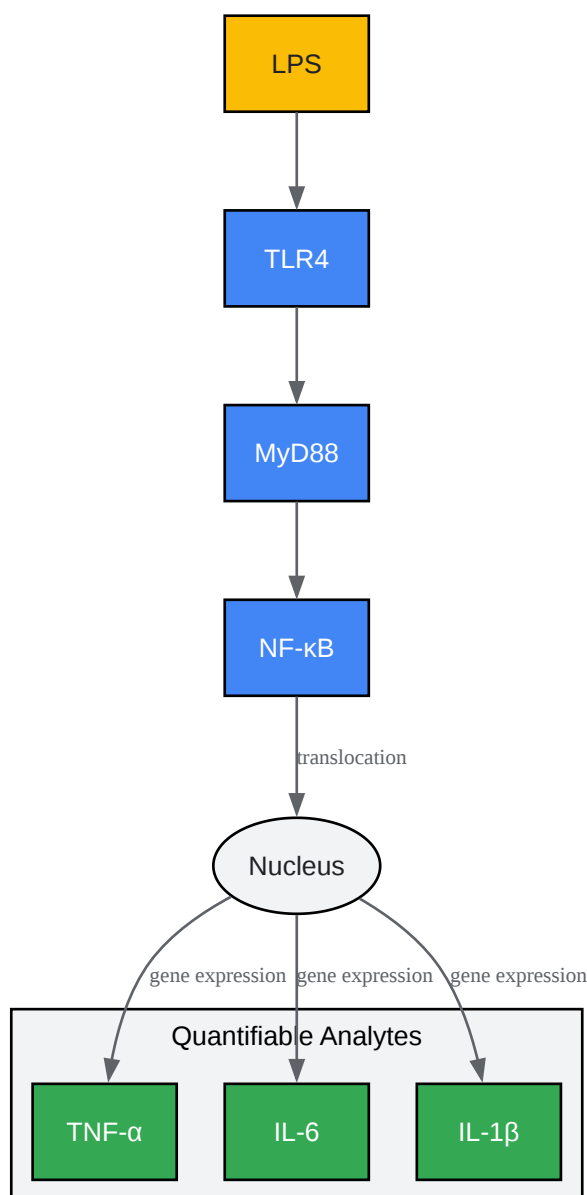 LPS
TLR4
MyD88
NF-κB
translocation
Nucleus
gene expression gene expression gene expression
Quantifiable Analytes
TNF-α IL-6 IL-1β